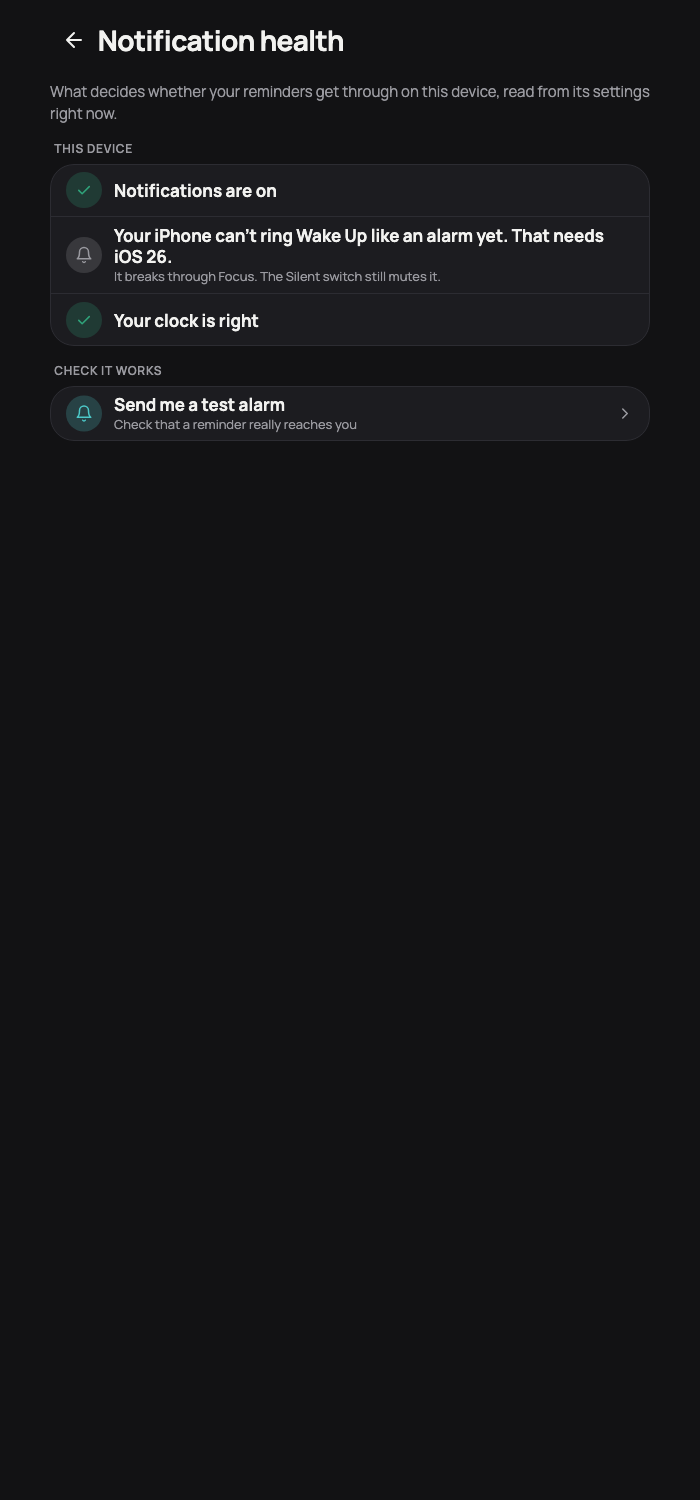 Notification health
What decides whether your reminders get through on this device, read from its settings
right now.
THIS DEVICE
Notifications are on
Your iPhone can't ring Wake Up like an alarm yet. That needs
iOS 26.
It breaks through Focus. The Silent switch still mutes it.
Your clock is right
CHECK IT WORKS
Send me a test alarm
Check that a reminder really reaches you